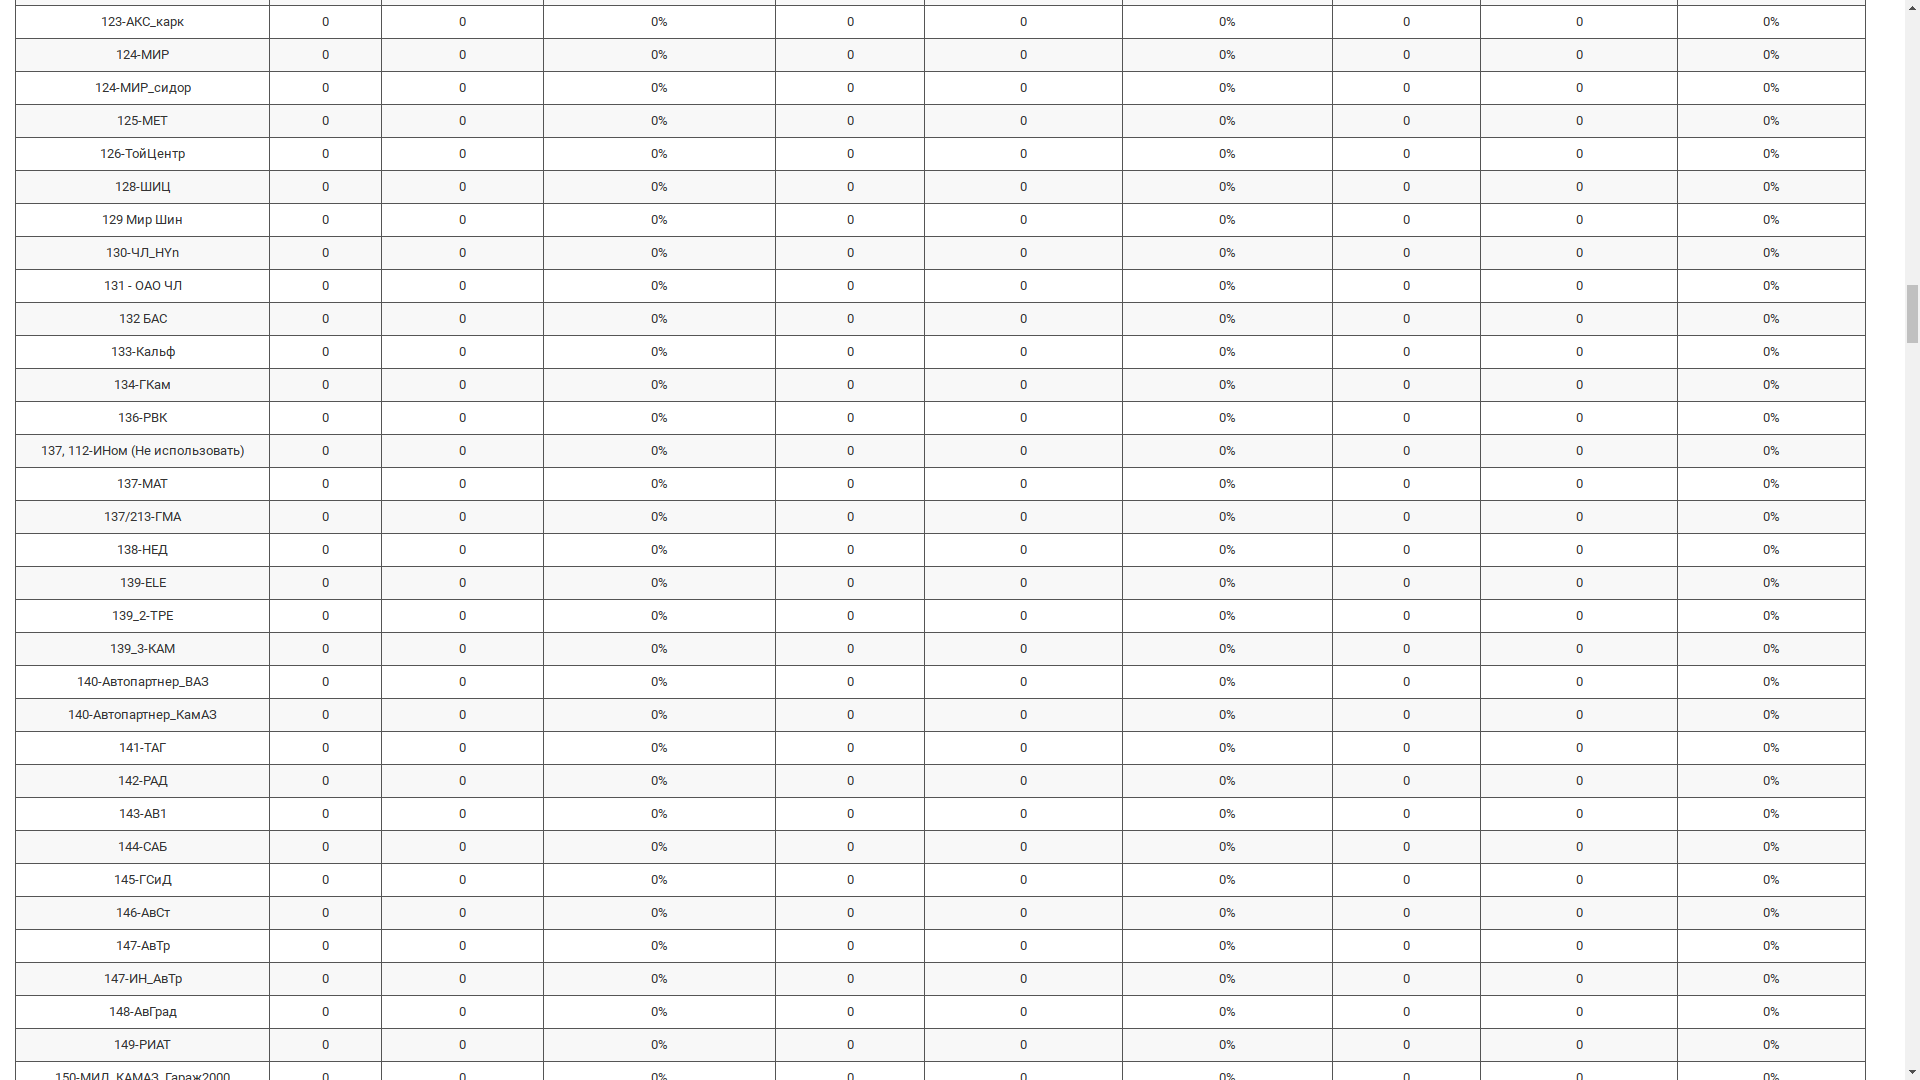 123-АКС_карк 0 0 0% 0 0 0% 0 0 0%
124-МИР 0 0 0% 0 0 0% 0 0 0%
124-МИР_сидор 0 0 0% 0 0 0% 0 0 0%
125-МЕТ 0 0 0% 0 0 0% 0 0 0%
126-ТойЦентр 0 0 0% 0 0 0% 0 0 0%
128-ШИЦ 0 0 0% 0 0 0% 0 0 0%
129 Мир Шин 0 0 0% 0 0 0% 0 0 0%
130-ЧЛ_HYn 0 0 0% 0 0 0% 0 0 0%
131 - ОАО ЧЛ 0 0 0% 0 0 0% 0 0 0%
132 БАС 0 0 0% 0 0 0% 0 0 0%
133-Кальф 0 0 0% 0 0 0% 0 0 0%
134-ГКам 0 0 0% 0 0 0% 0 0 0%
136-РВК 0 0 0% 0 0 0% 0 0 0%
137, 112-ИНом (Не использовать) 0 0 0% 0 0 0% 0 0 0%
137-МАТ 0 0 0% 0 0 0% 0 0 0%
137/213-ГМА 0 0 0% 0 0 0% 0 0 0%
138-НЕД 0 0 0% 0 0 0% 0 0 0%
139-ELE 0 0 0% 0 0 0% 0 0 0%
139_2-ТРЕ 0 0 0% 0 0 0% 0 0 0%
139_3-КАМ 0 0 0% 0 0 0% 0 0 0%
140-Автопартнер_ВАЗ 0 0 0% 0 0 0% 0 0 0%
140-Автопартнер_КамАЗ 0 0 0% 0 0 0% 0 0 0%
141-ТАГ 0 0 0% 0 0 0% 0 0 0%
142-РАД 0 0 0% 0 0 0% 0 0 0%
143-АВ1 0 0 0% 0 0 0% 0 0 0%
144-САБ 0 0 0% 0 0 0% 0 0 0%
145-ГСиД 0 0 0% 0 0 0% 0 0 0%
146-АвСт 0 0 0% 0 0 0% 0 0 0%
147-АвТр 0 0 0% 0 0 0% 0 0 0%
147-ИН_АвТр 0 0 0% 0 0 0% 0 0 0%
148-АвГрад 0 0 0% 0 0 0% 0 0 0%
149-РИАТ 0 0 0% 0 0 0% 0 0 0%
150-МИЛ_КАМАЗ_Гараж2000 0 0 0% 0 0 0% 0 0 0%